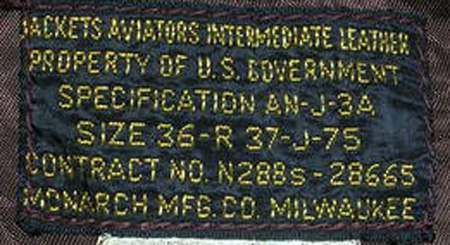 JACKETS AVIATORS INTERMEDIATE LEATHER
PROPERTY OF U.S. GOVERNMENT
SPECIFICATION AN-J-3A
SIZE 36-R 37-J-75
CONTRACT NO. N288s-28665
MONARCH MFG. CO. MILWAUKEE